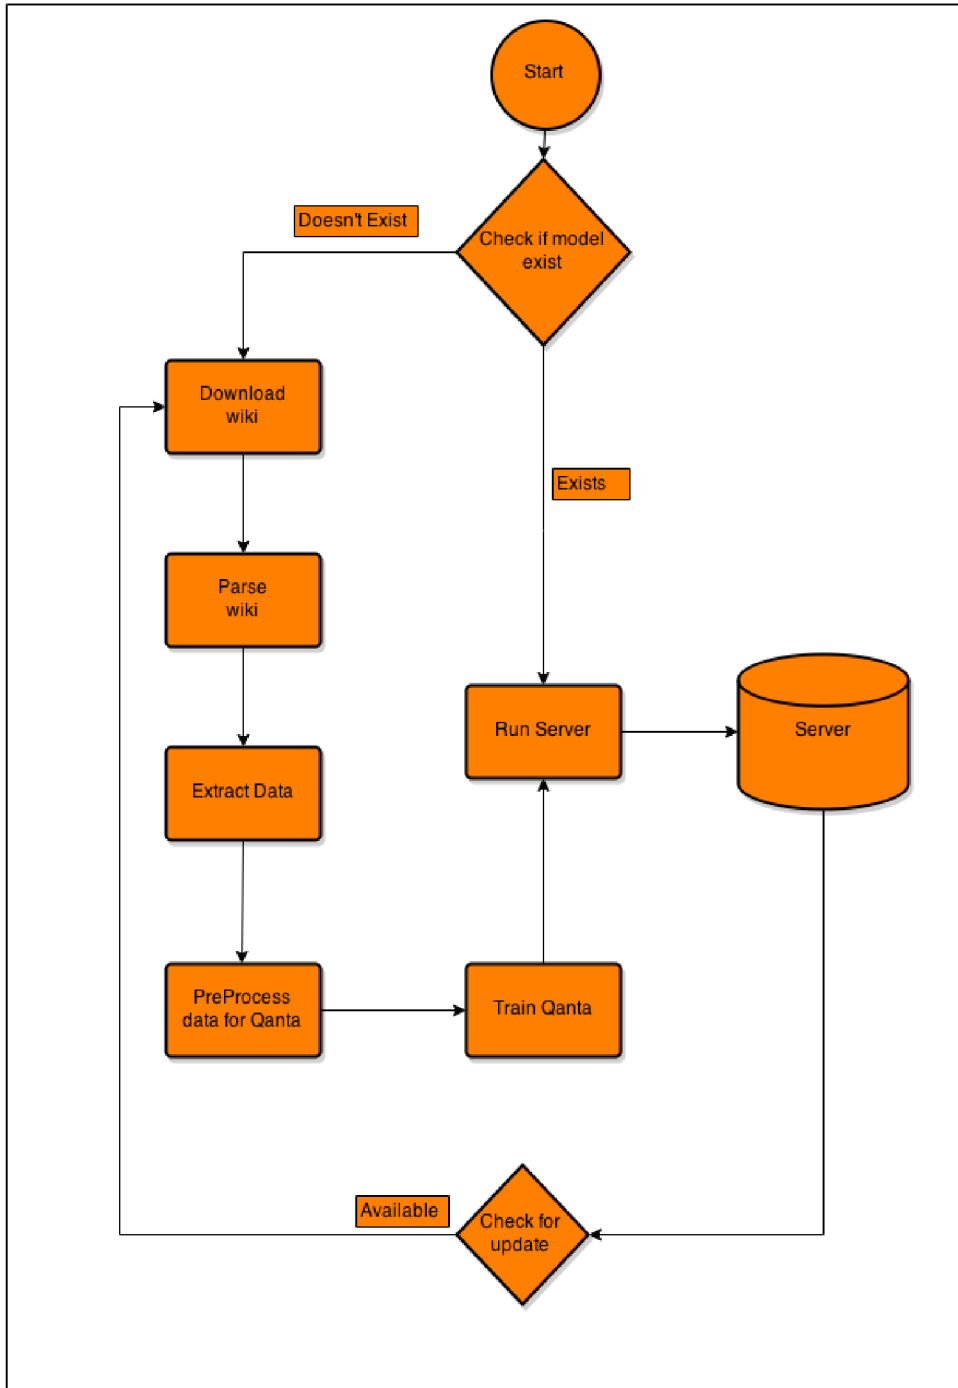 Start
Check if model
exist
Doesn't Exist
Download
wiki
Exists
Parse
wiki
Run Server
Server
Extract Data
PreProcess
data for Qanta
Train Qanta
Available
Check for
update